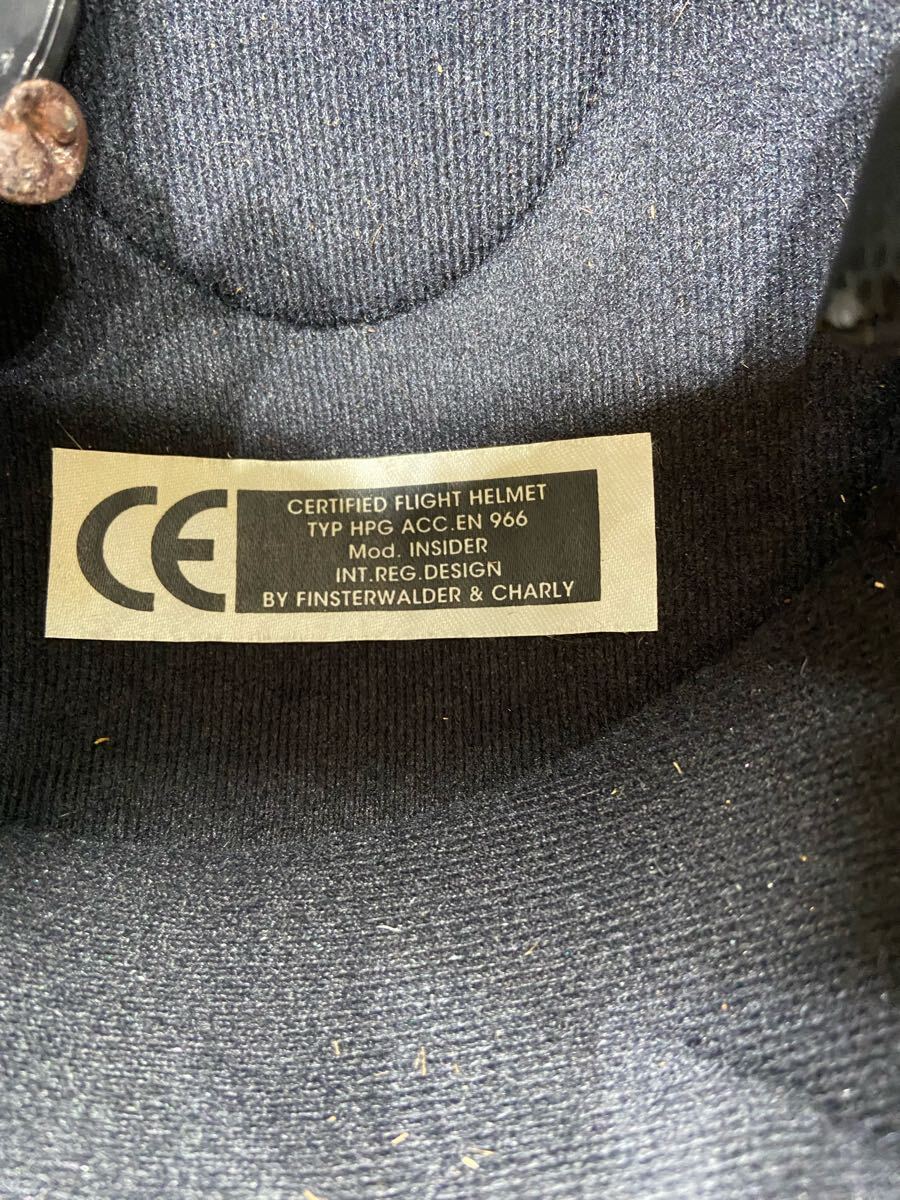 CE
CERTIFIED FLIGHT HELMET
TYP HPG ACC.EN 966
Mod. INSIDER
INT.REG.DESIGN
BY FINSTERWALDER & CHARLY